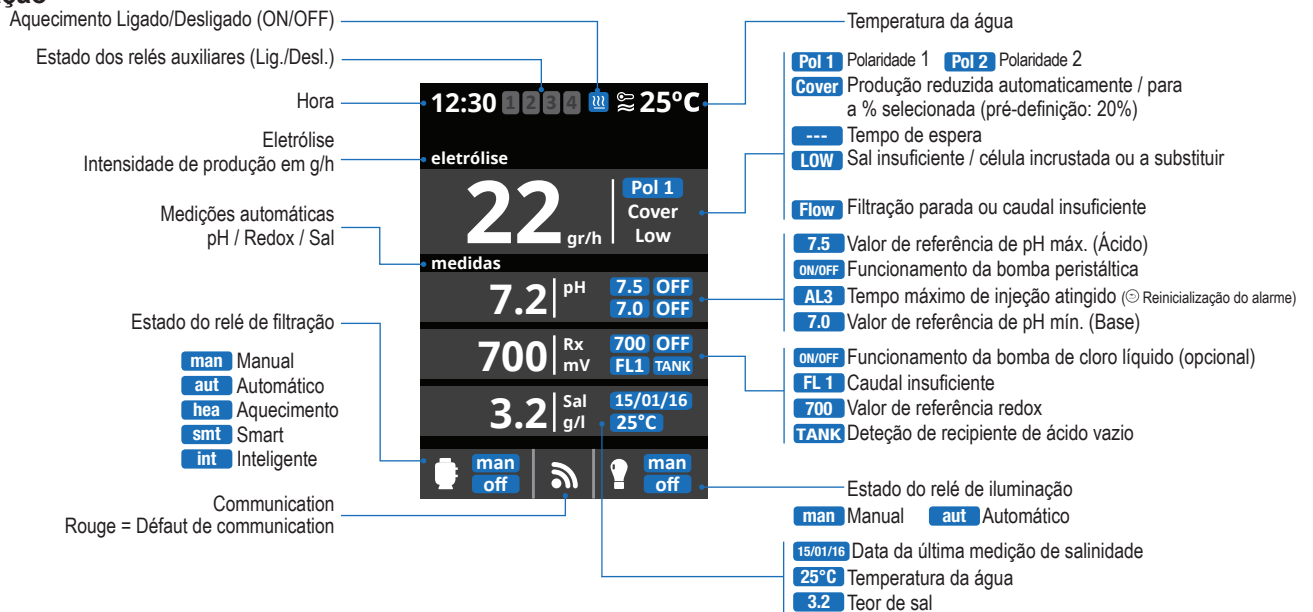 Aquecimento Ligado/Desligado (ON/OFF)
Estado dos relés auxiliares (Lig./Desl.)
Hora
Eletrólise
Intensidade de produção em g/h
Medições automáticas
pH / Redox / Sal
Estado do relé de filtração
man Manual
aut Automático
hea Aquecimento
smt Smart
int Inteligente
Communication
Rouge = Défaut de communication
12:30 1 2 3 4 25ºC
eletrólise
22 gr/h
Pol 1
Cover
Low
medidas
7.2 pH 7.5 OFF
7.0 OFF
700 Rx mV 700 OFF
FL1 TANK
3.2 Sal g/l 15/01/16
25°C
man off
man off
Temperatura da água
Pol 1 Polaridade 1 Pol 2 Polaridade 2
Cover Produção reduzida automaticamente / para
a % selecionada (pré-definição: 20%)
--- Tempo de espera
LOW Sal insuficiente / célula incrustada ou a substituir
Flow Filtração parada ou caudal insuficiente
7.5 Valor de referência de pH máx. (Ácido)
ON/OFF Funcionamento da bomba peristáltica
AL3 Tempo máximo de injeção atingido (⊝ Reinicialização do alarme)
7.0 Valor de referência de pH mín. (Base)
ON/OFF Funcionamento da bomba de cloro líquido (opcional)
FL 1 Caudal insuficiente
700 Valor de referência redox
TANK Deteção de recipiente de ácido vazio
Estado do relé de iluminação
man Manual aut Automático
15/01/16 Data da última medição de salinidade
25°C Temperatura da água
3.2 Teor de sal